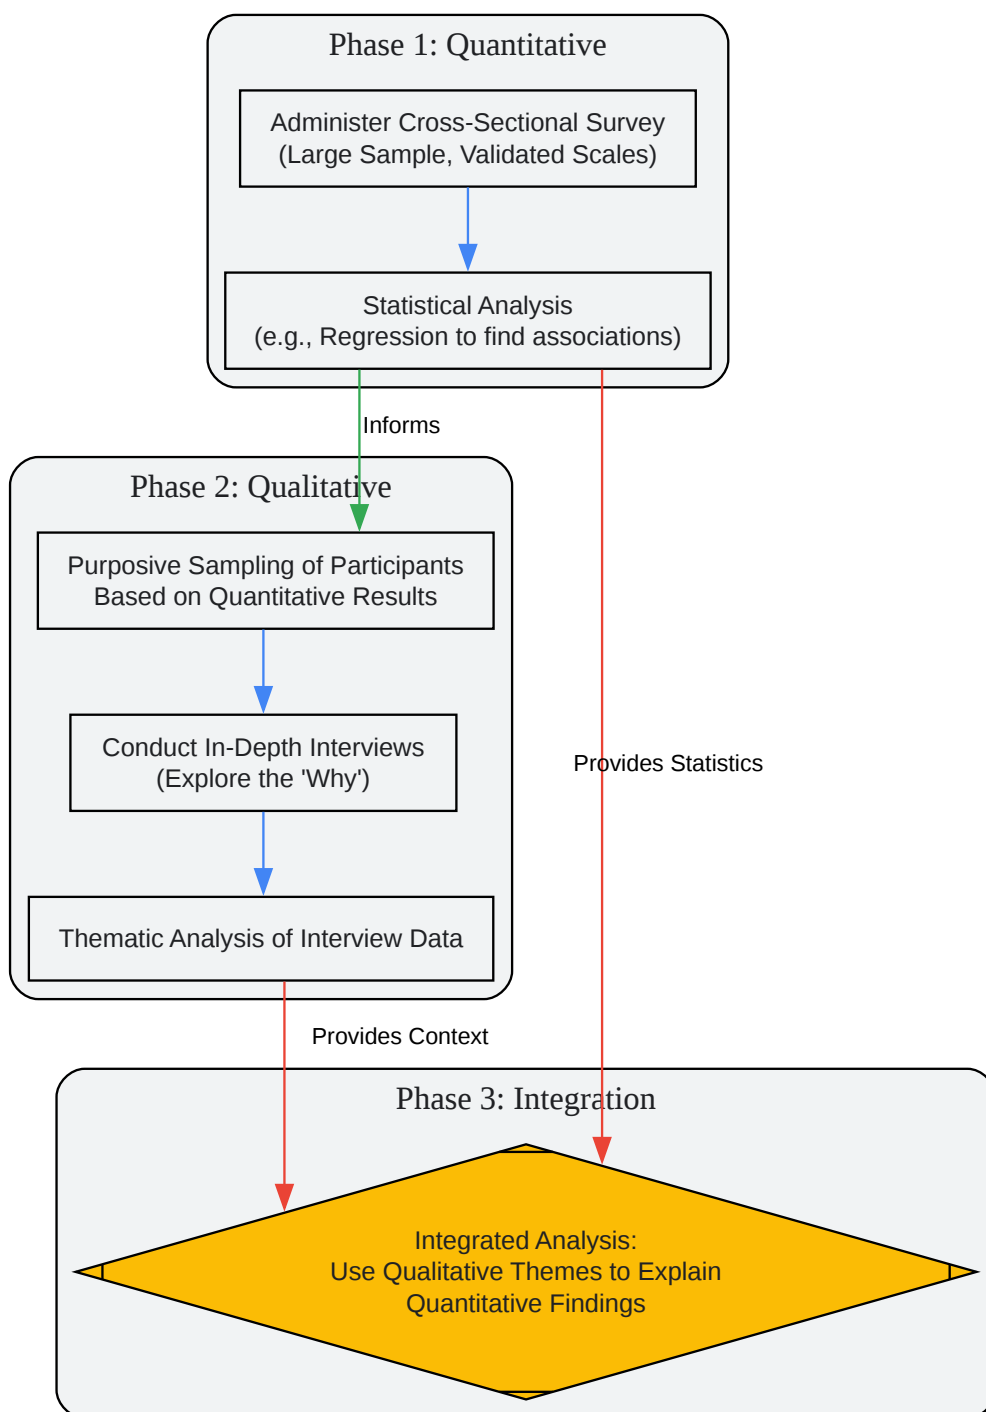 Phase 1: Quantitative
Administer Cross-Sectional Survey
(Large Sample, Validated Scales)
Statistical Analysis
(e.g., Regression to find associations)
Informs
Phase 2: Qualitative
Purposive Sampling of Participants
Based on Quantitative Results
Conduct In-Depth Interviews
(Explore the 'Why')
Provides Statistics
Thematic Analysis of Interview Data
Provides Context
Phase 3: Integration
Integrated Analysis:
Use Qualitative Themes to Explain
Quantitative Findings